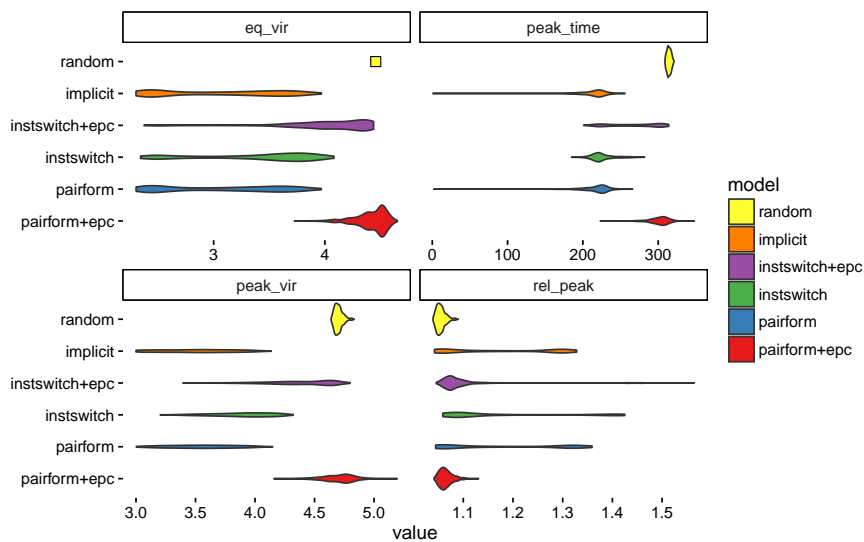 eq_vir peak_time
random
implicit
instswitch+epc
instswitch
pairform
pairform+epc
3 4 0 100 200 300
peak_vir rel_peak
random
implicit
instswitch+epc
instswitch
pairform
pairform+epc
3.0 3.5 4.0 4.5 5.0 1.1 1.2 1.3 1.4 1.5
value
model
random
implicit
instswitch+epc
instswitch
pairform
pairform+epc